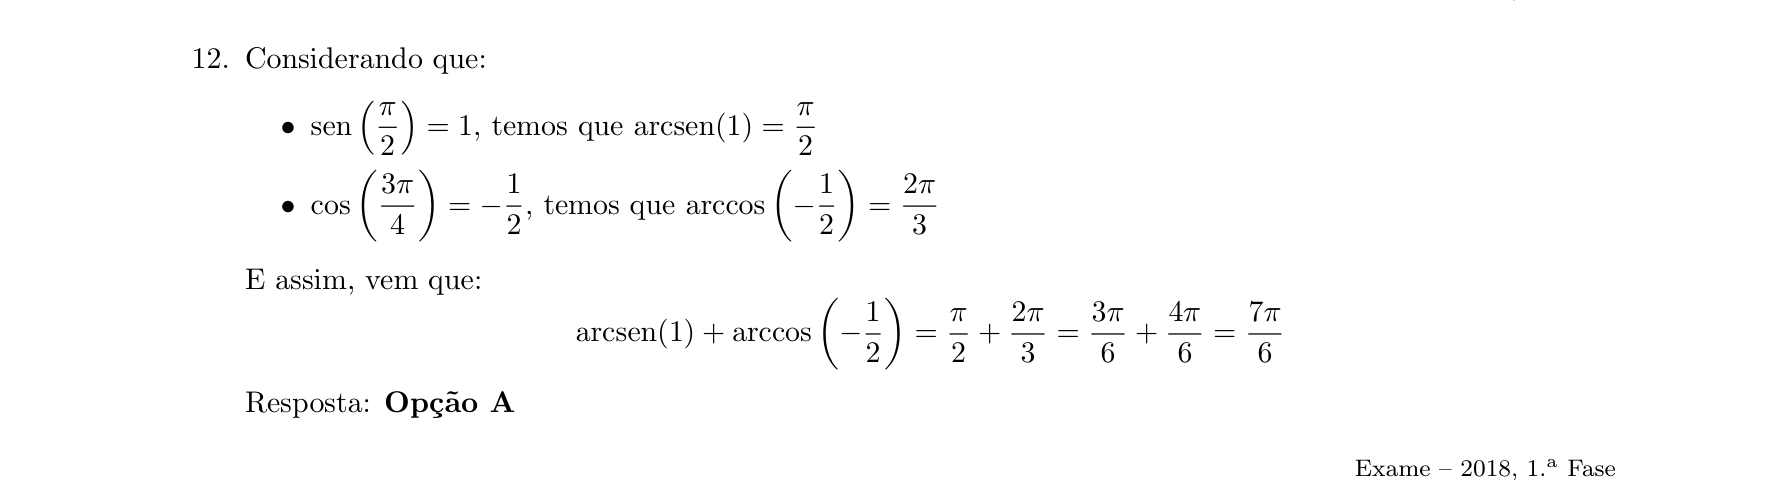 12. Considerando que:
• sen(π/2) = 1, temos que arcsen(1) = π/2
• cos(3π/4) = −1/2, temos que arccos(−1/2) = 2π/3
E assim, vem que:
arcsen(1) + arccos(−1/2) = π/2 + 2π/3 = 3π/6 + 4π/6 = 7π/6
Resposta: Opção A
Exame – 2018, 1.ª Fase